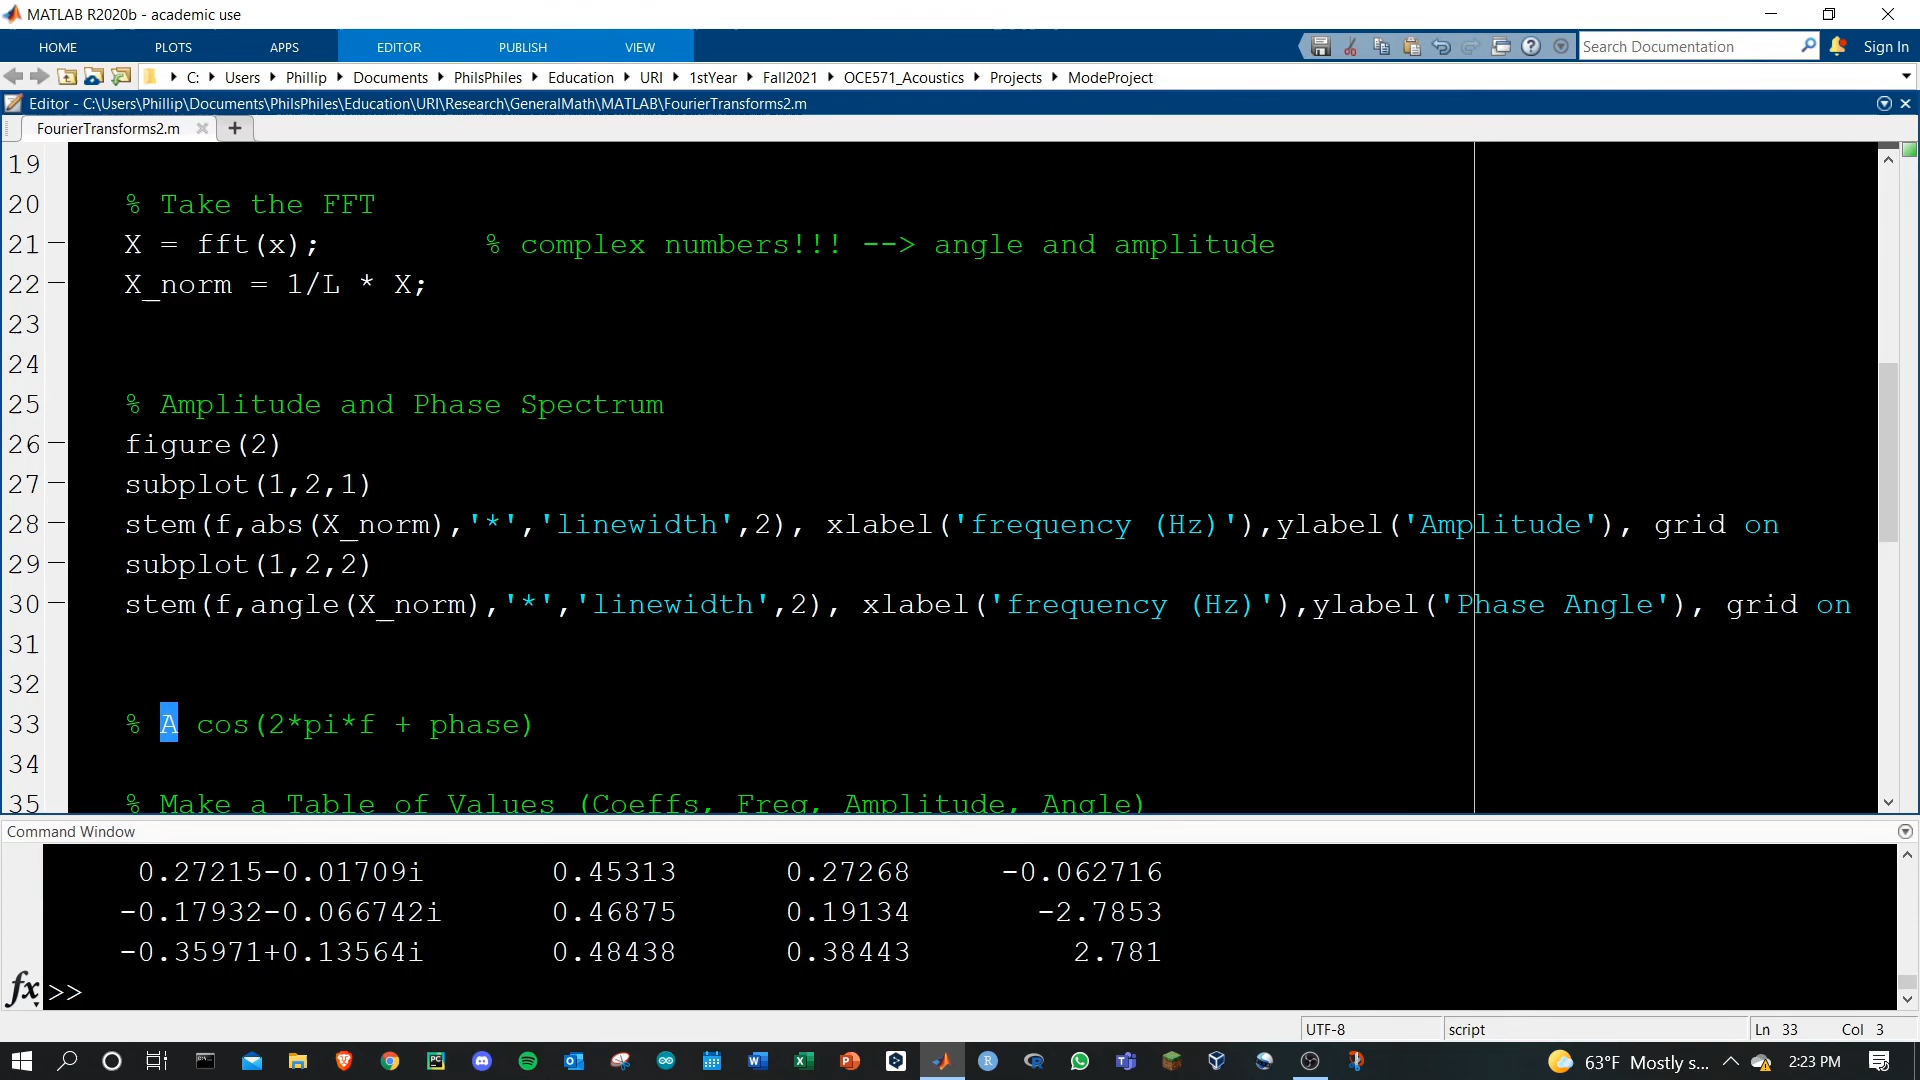 MATLAB R2020b - academic use
HOME PLOTS APPS EDITOR PUBLISH VIEW Search Documentation Sign In
C: Users Phillip Documents PhilsPhiles Education URI 1stYear Fall2021 OCE571_Acoustics Projects ModeProject
Editor - C:\Users\Phillip\Documents\PhilsPhiles\Education\URI\Research\GeneralMath\MATLAB\FourierTransforms2.m
FourierTransforms2.m
19
20 % Take the FFT
21 X = fft(x); % complex numbers!!! --> angle and amplitude
22 X_norm = 1/L * X;
23
24
25 % Amplitude and Phase Spectrum
26 figure(2)
27 subplot(1,2,1)
28 stem(f,abs(X_norm),'*','linewidth',2), xlabel('frequency (Hz)'),ylabel('Amplitude'), grid on
29 subplot(1,2,2)
30 stem(f,angle(X_norm),'*','linewidth',2), xlabel('frequency (Hz)'),ylabel('Phase Angle'), grid on
31
32
33 % A cos(2*pi*f + phase)
34
35 % Make a Table of Values (Coeffs, Freq, Amplitude, Angle)
Command Window
0.27215-0.01709i 0.45313 0.27268 -0.062716
-0.17932-0.066742i 0.46875 0.19134 -2.7853
-0.35971+0.13564i 0.48438 0.38443 2.781
fx >>
UTF-8 script Ln 33 Col 3
63°F Mostly s... 2:23 PM